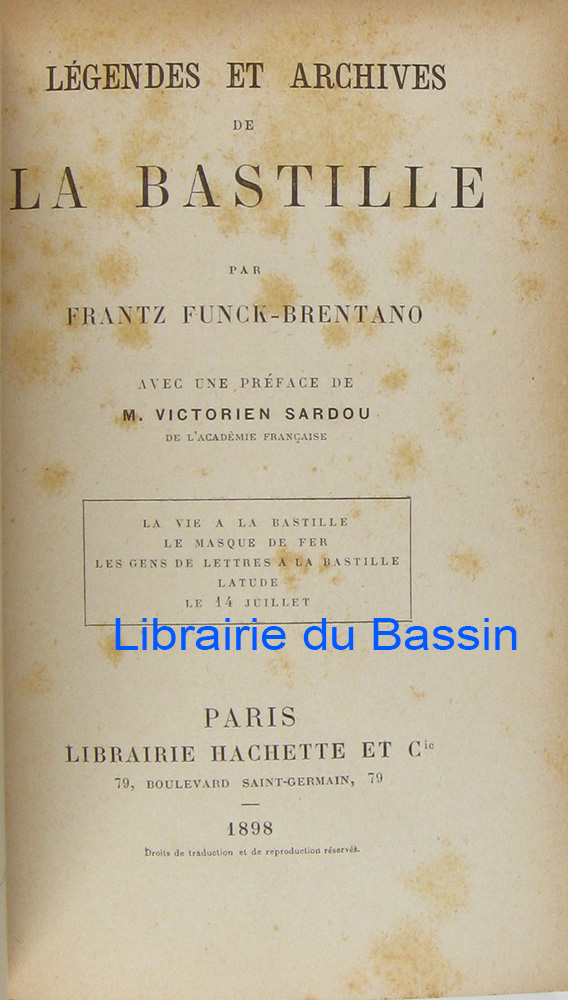 LÉGENDES ET ARCHIVES
DE
LA BASTILLE
PAR
FRANTZ FUNCK-BRENTANO
AVEC UNE PRÉFACE DE
M. VICTORIEN SARDOU
DE L'ACADÉMIE FRANÇAISE
LA VIE A LA BASTILLE
LE MASQUE DE FER
LES GENS DE LETTRES A LA BASTILLE
LATUDE
LE 14 JUILLET
Librairie du Bassin
PARIS
LIBRAIRIE HACHETTE ET Cie
79, BOULEVARD SAINT-GERMAIN, 79
1898
Droits de traduction et de reproduction réservés.